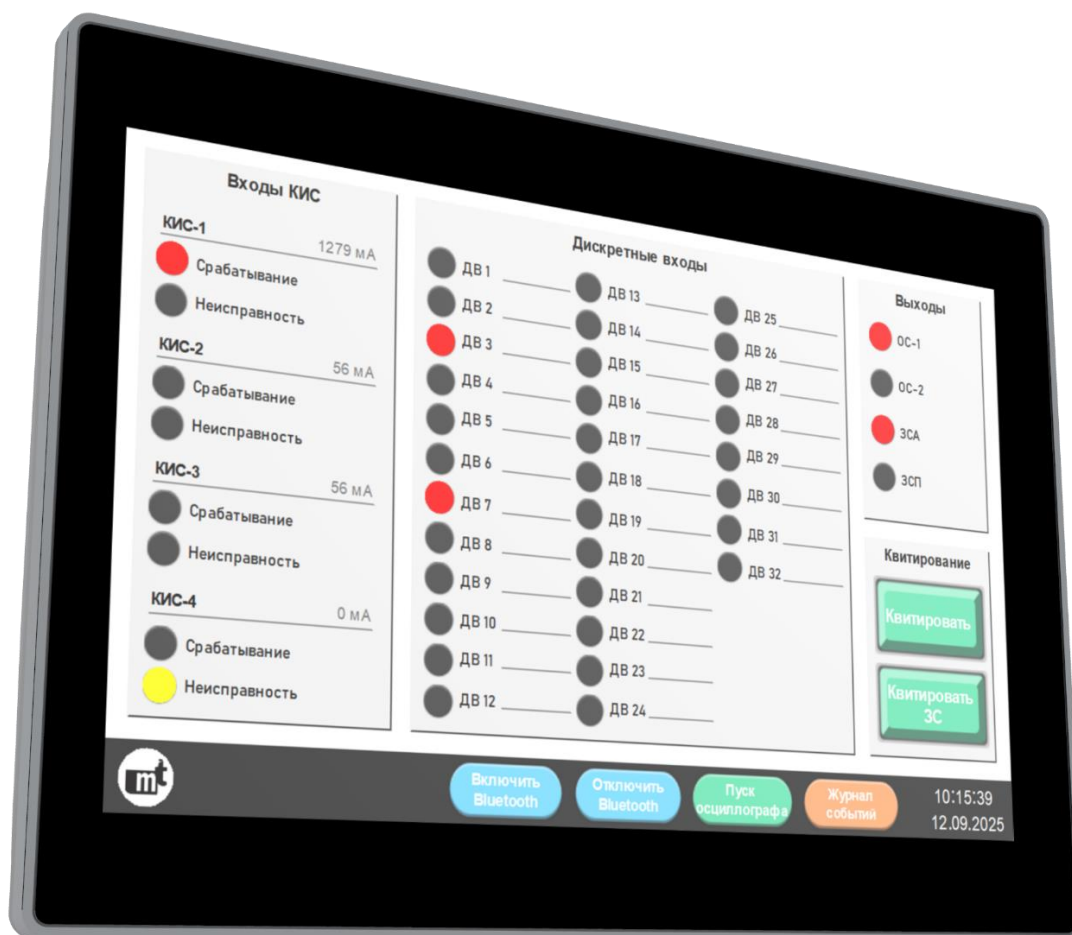 Входы КИС
КИС-1
1279 мА
Срабатывание
Неисправность
КИС-2
56 мА
Срабатывание
Неисправность
КИС-3
56 мА
Срабатывание
Неисправность
КИС-4
0 мА
Срабатывание
Неисправность
Дискретные входы
ДВ 1
ДВ 2
ДВ 3
ДВ 4
ДВ 5
ДВ 6
ДВ 7
ДВ 8
ДВ 9
ДВ 10
ДВ 11
ДВ 12
ДВ 13
ДВ 14
ДВ 15
ДВ 16
ДВ 17
ДВ 18
ДВ 19
ДВ 20
ДВ 21
ДВ 22
ДВ 23
ДВ 24
ДВ 25
ДВ 26
ДВ 27
ДВ 28
ДВ 29
ДВ 30
ДВ 31
ДВ 32
Выходы
ОС-1
ОС-2
ЗСА
ЗСП
Квитирование
Квитировать
Квитировать
ЗС
mt
Включить
Bluetooth
Отключить
Bluetooth
Пуск
осциллографа
Журнал
событий
10:15:39
12.09.2025